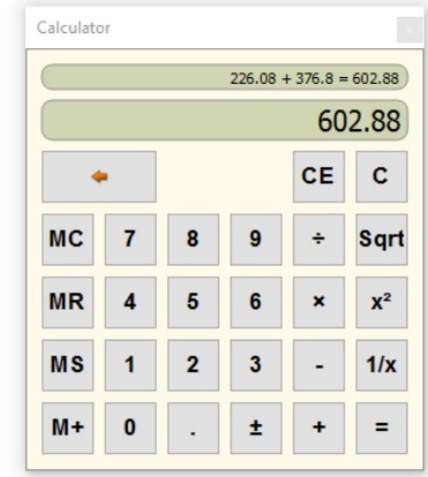 Calculator
226.08 + 376.8 = 602.88
602.88
CE C
MC 7 8 9 ÷ Sqrt
MR 4 5 6 × x²
MS 1 2 3 - 1/x
M+ 0 . ± + =